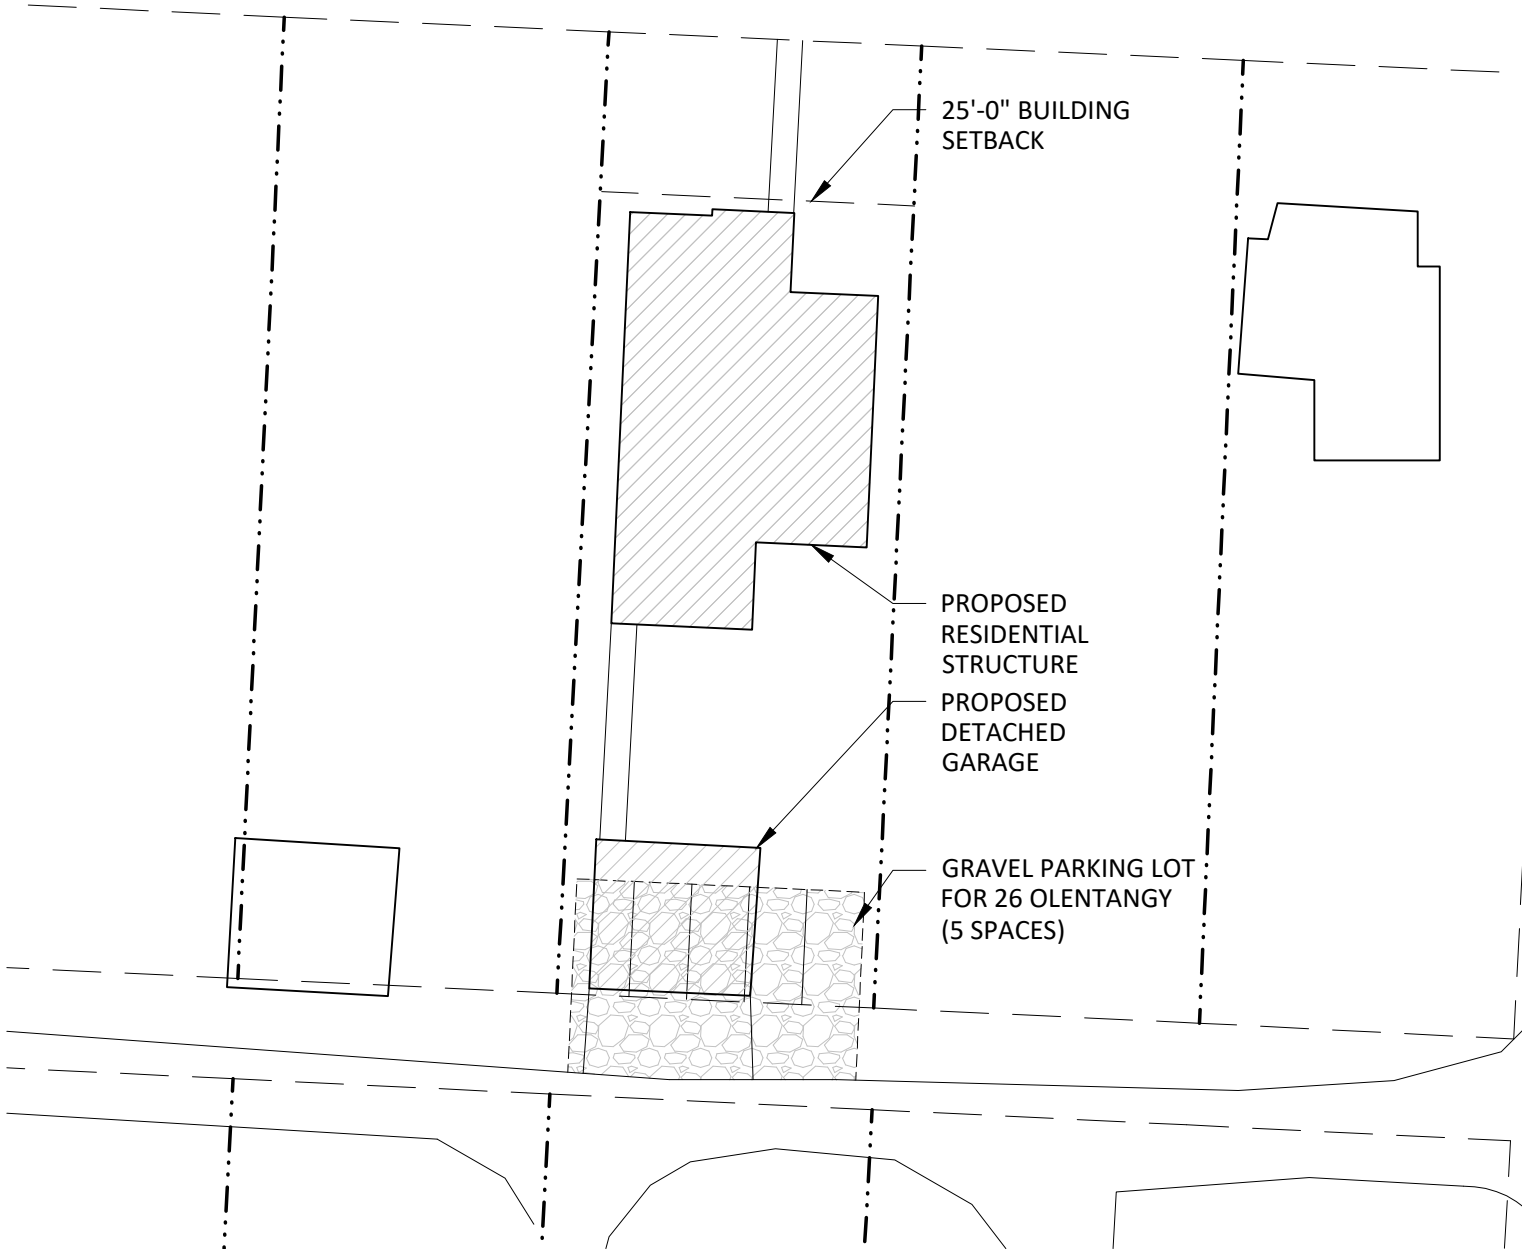 25'-0" BUILDING
SETBACK
PROPOSED
RESIDENTIAL
STRUCTURE
PROPOSED
DETACHED
GARAGE
GRAVEL PARKING LOT
FOR 26 OLENTANGY
(5 SPACES)